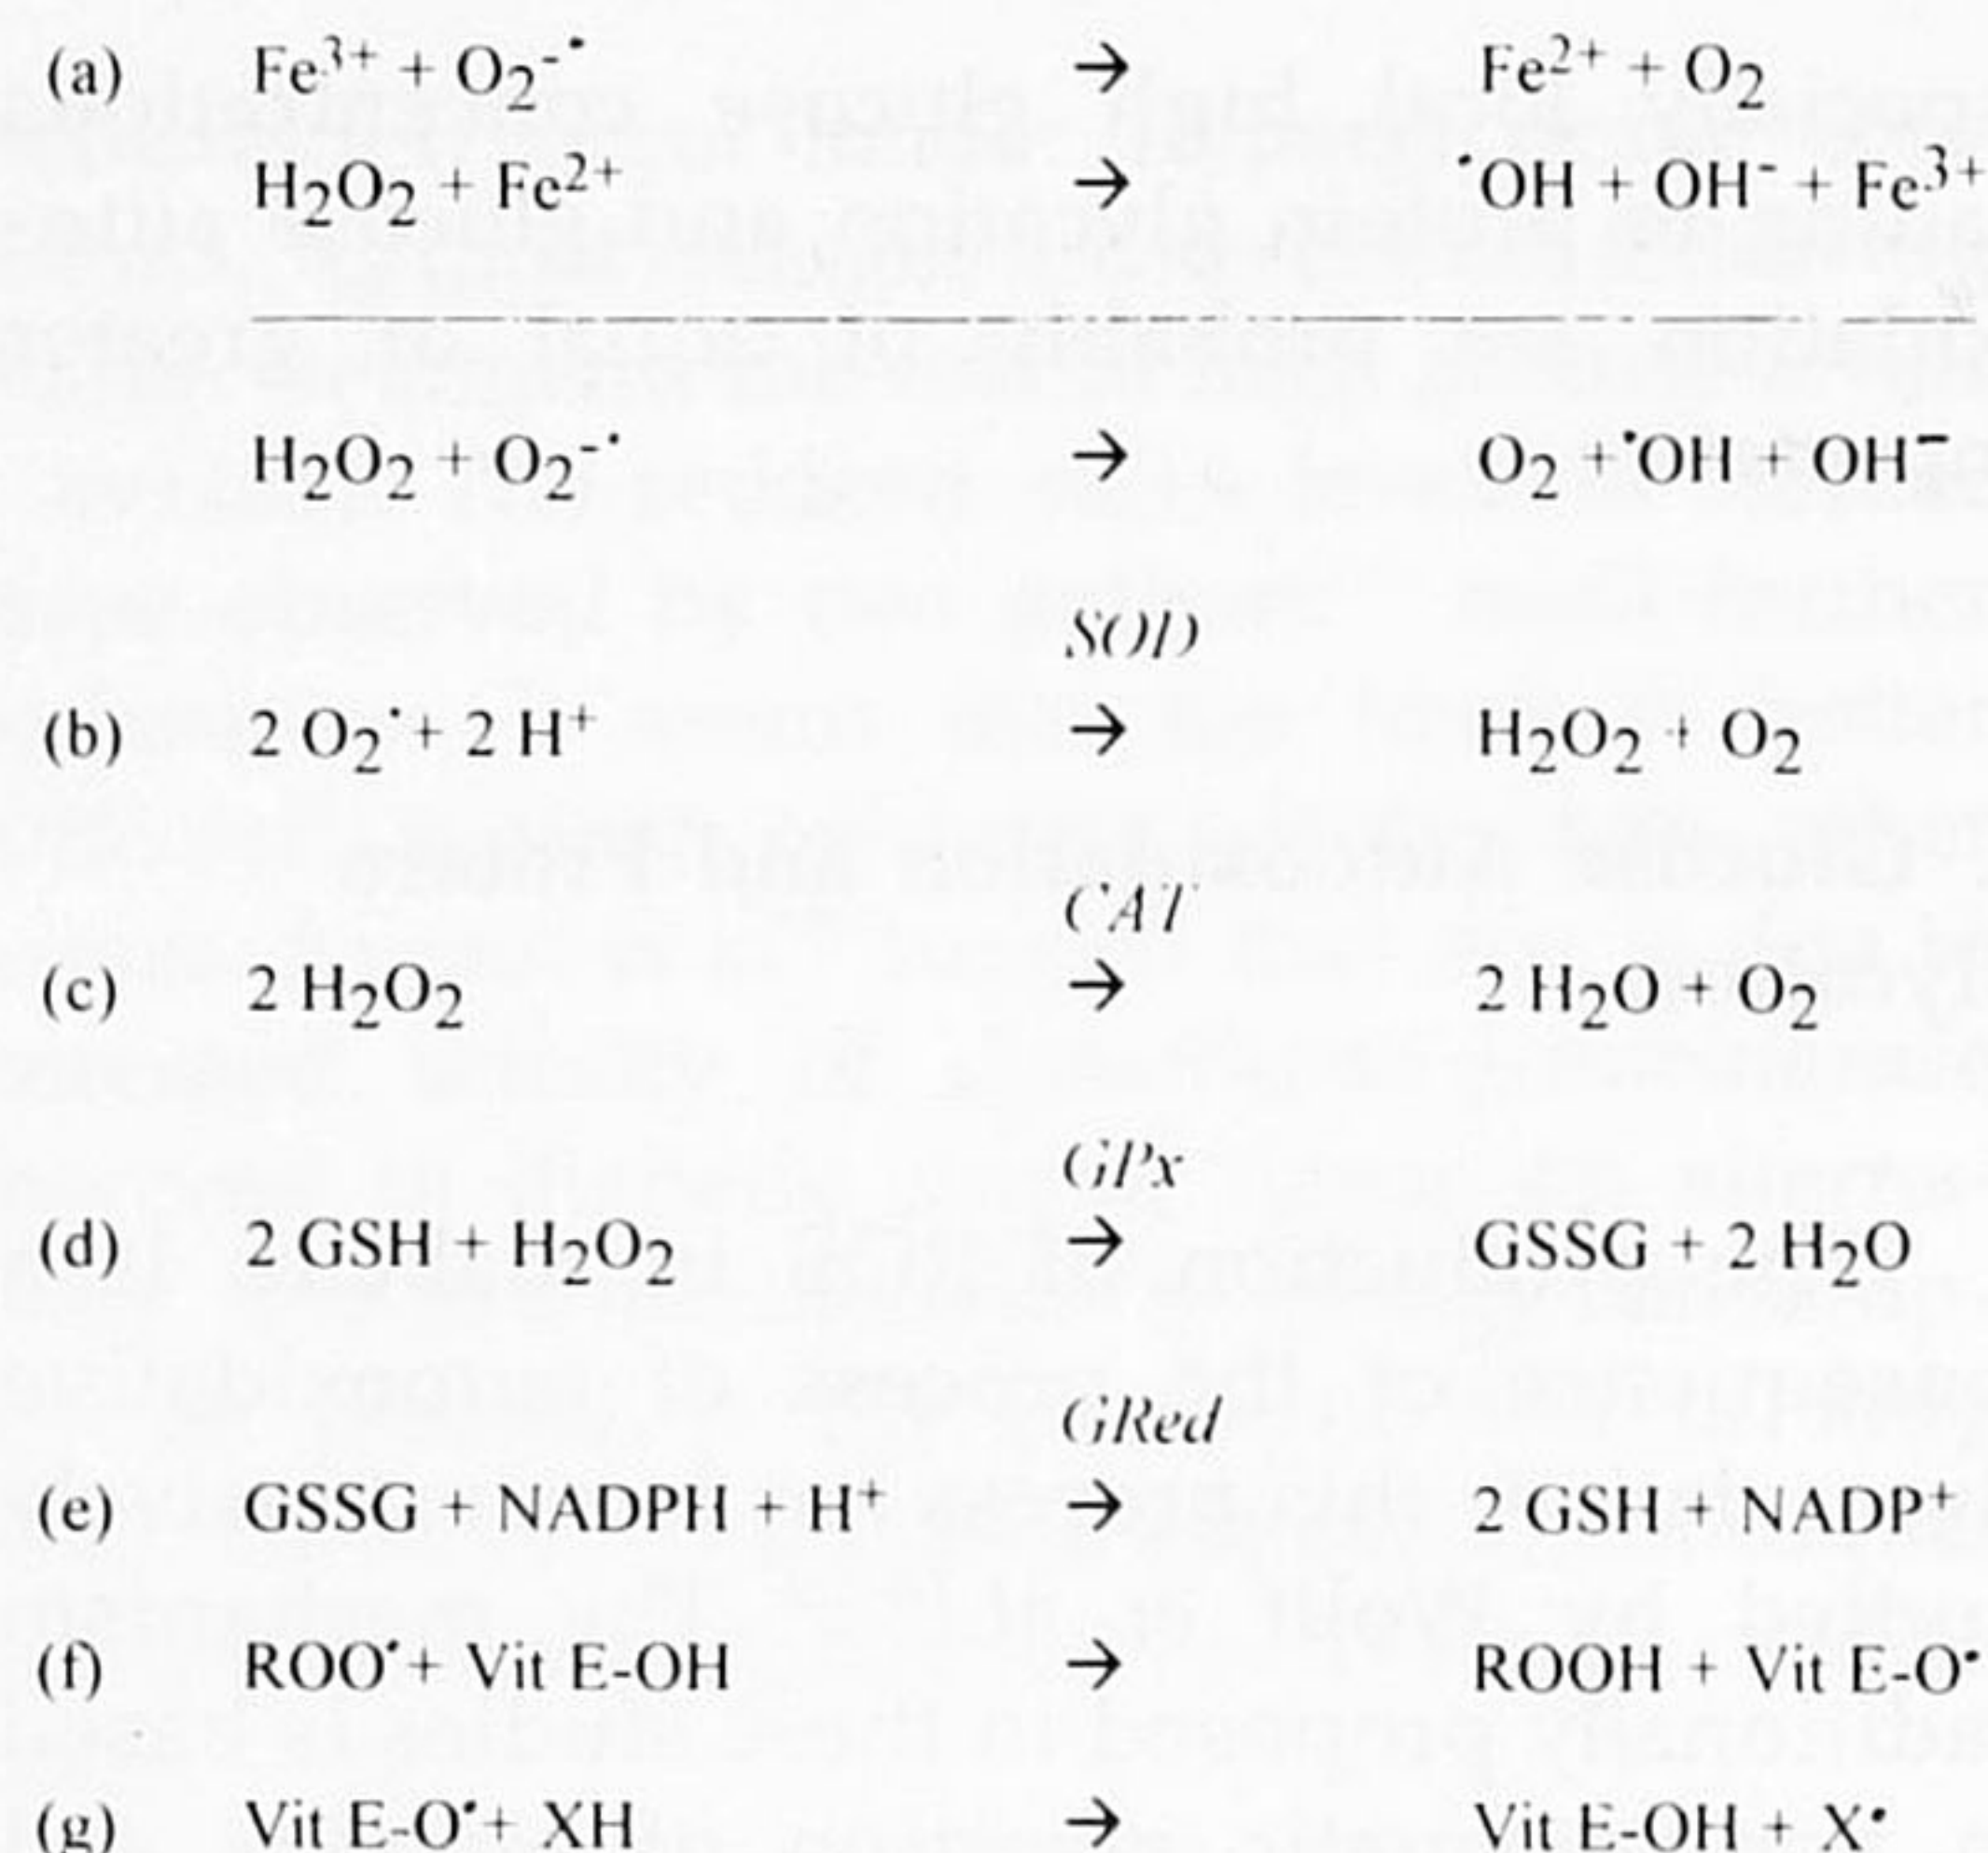 (a) Fe³⁺ + O₂⁻˙ → Fe²⁺ + O₂
H₂O₂ + Fe²⁺ → ˙OH + OH⁻ + Fe³⁺
H₂O₂ + O₂⁻˙ → O₂ + ˙OH + OH⁻
SOD
(b) 2 O₂˙ + 2 H⁺ → H₂O₂ + O₂
CAT
(c) 2 H₂O₂ → 2 H₂O + O₂
GPx
(d) 2 GSH + H₂O₂ → GSSG + 2 H₂O
GRed
(e) GSSG + NADPH + H⁺ → 2 GSH + NADP⁺
(f) ROO˙ + Vit E-OH → ROOH + Vit E-O˙
(g) Vit E-O˙ + XH → Vit E-OH + X˙